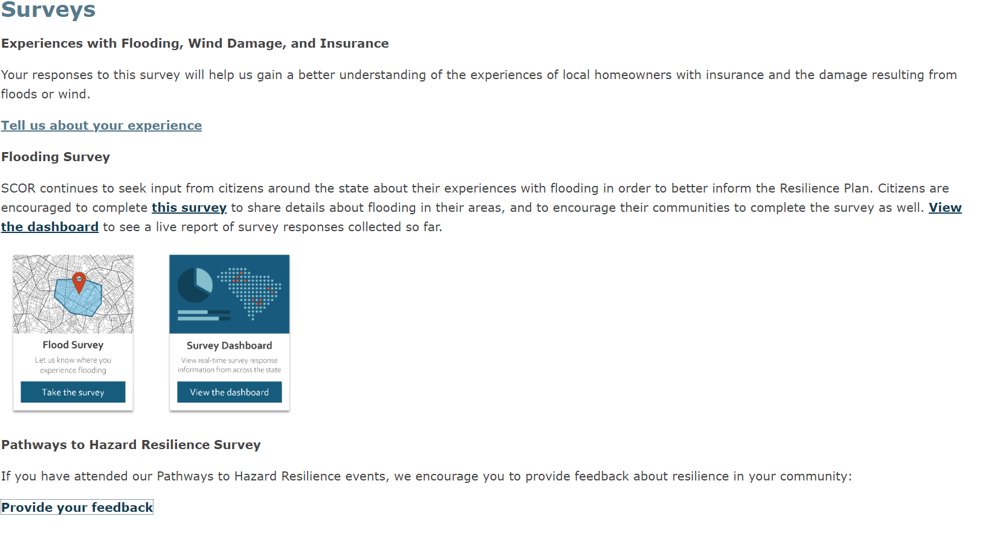 Surveys
Experiences with Flooding, Wind Damage, and Insurance
Your responses to this survey will help us gain a better understanding of the experiences of local homeowners with insurance and the damage resulting from
floods or wind.
Tell us about your experience
Flooding Survey
SCOR continues to seek input from citizens around the state about their experiences with flooding in order to better inform the Resilience Plan. Citizens are
encouraged to complete this survey to share details about flooding in their areas, and to encourage their communities to complete the survey as well. View
the dashboard to see a live report of survey responses collected so far.
Flood Survey
Let us know where you
experience flooding
Take the survey
Survey Dashboard
View real-time survey response
information from across the state
View the dashboard
Pathways to Hazard Resilience Survey
If you have attended our Pathways to Hazard Resilience events, we encourage you to provide feedback about resilience in your community:
Provide your feedback